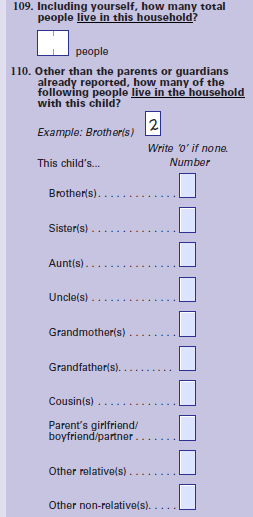 109. Including yourself, how many total
people live in this household?
people
110. Other than the parents or guardians
already reported, how many of the
following people live in the household
with this child?
Example: Brother(s) 2
Write '0' if none.
This child's... Number
Brother(s).............
Sister(s) .............
Aunt(s)..............
Uncle(s) .............
Grandmother(s) ........
Grandfather(s).........
Cousin(s) ............
Parent's girlfriend/
boyfriend/partner.......
Other relative(s)........
Other non-relative(s).....